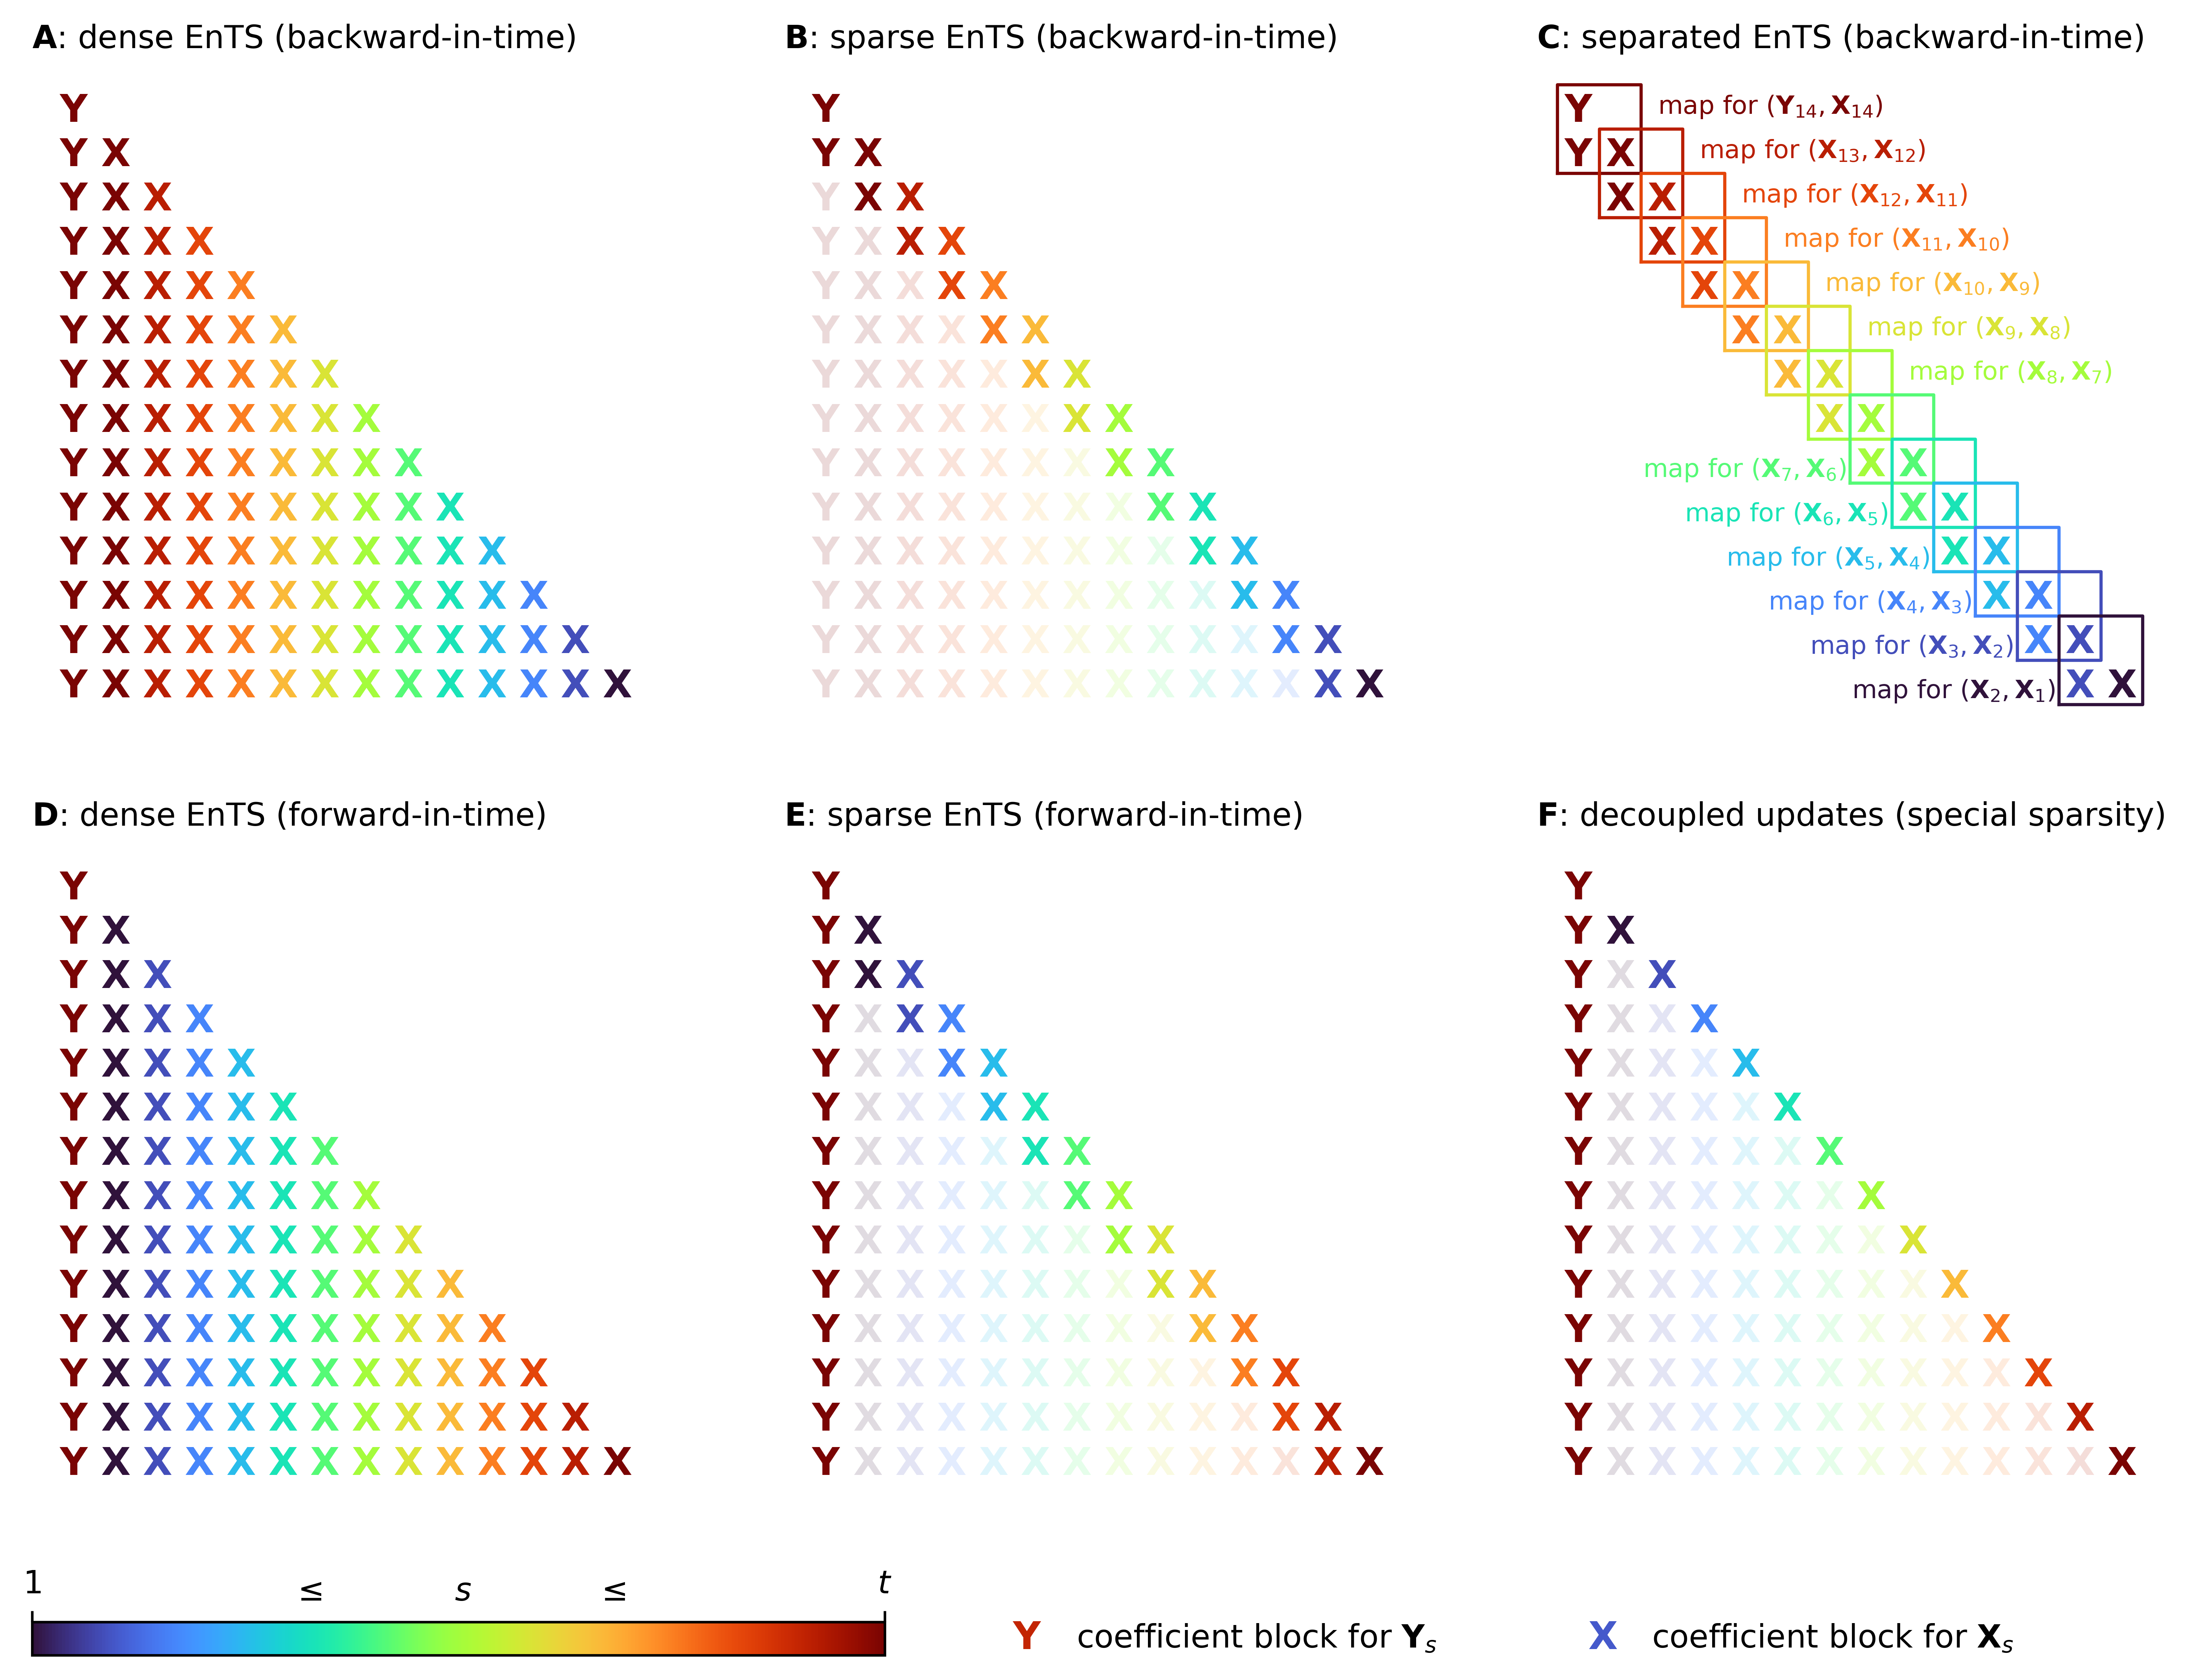 A: dense EnTS (backward-in-time)
Y
Y X
Y X X
Y X X X
Y X X X X
Y X X X X X
Y X X X X X X
Y X X X X X X X
Y X X X X X X X X
Y X X X X X X X X X
Y X X X X X X X X X X
Y X X X X X X X X X X X
Y X X X X X X X X X X X X
Y X X X X X X X X X X X X X
B: sparse EnTS (backward-in-time)
Y
Y X
Y X X
Y X X X
Y X X X X
Y X X X X X
Y X X X X X X
Y X X X X X X X
Y X X X X X X X X
Y X X X X X X X X X
Y X X X X X X X X X X
Y X X X X X X X X X X X
Y X X X X X X X X X X X X
Y X X X X X X X X X X X X X
C: separated EnTS (backward-in-time)
Y map for (Y₁₄, X₁₄)
Y X map for (X₁₃, X₁₂)
X X map for (X₁₂, X₁₁)
X X map for (X₁₁, X₁₀)
X X map for (X₁₀, X₉)
X X map for (X₉, X₈)
X X map for (X₈, X₇)
X X
map for (X₇, X₆) X X
map for (X₆, X₅) X X
map for (X₅, X₄) X X
map for (X₄, X₃) X X
map for (X₃, X₂) X X
map for (X₂, X₁) X X
D: dense EnTS (forward-in-time)
Y
Y X
Y X X
Y X X X
Y X X X X
Y X X X X X
Y X X X X X X
Y X X X X X X X
Y X X X X X X X X
Y X X X X X X X X X
Y X X X X X X X X X X
Y X X X X X X X X X X X
Y X X X X X X X X X X X X
Y X X X X X X X X X X X X X
E: sparse EnTS (forward-in-time)
Y
Y X
Y X X
Y X X X
Y X X X X
Y X X X X X
Y X X X X X X
Y X X X X X X X
Y X X X X X X X X
Y X X X X X X X X X
Y X X X X X X X X X X
Y X X X X X X X X X X X
Y X X X X X X X X X X X X
Y X X X X X X X X X X X X X
F: decoupled updates (special sparsity)
Y
Y X
Y X X
Y X X X
Y X X X X
Y X X X X X
Y X X X X X X
Y X X X X X X X
Y X X X X X X X X
Y X X X X X X X X X
Y X X X X X X X X X X
Y X X X X X X X X X X X
Y X X X X X X X X X X X X
Y X X X X X X X X X X X X X
1 ≤ s ≤ t
Y coefficient block for Yₛ
X coefficient block for Xₛ